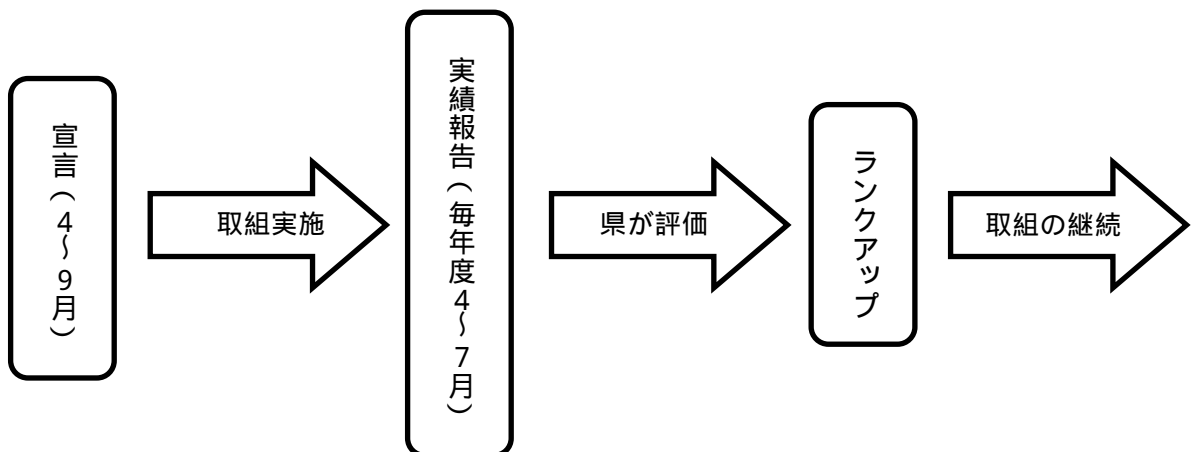 宣言（4〜9月）
取組実施
実績報告（毎年度4〜7月）
県が評価
ランクアップ
取組の継続